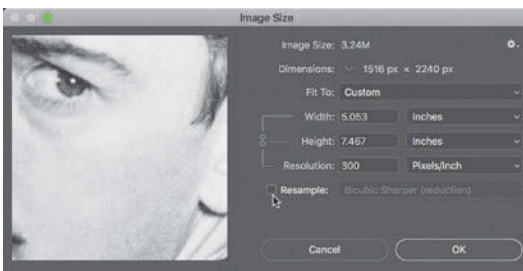 Image Size
Image Size: 3.24M
Dimensions: 1516 px × 2240 px
Fit To: Custom
Width: 5.053 Inches
Height: 7.467 Inches
Resolution: 300 Pixels/Inch
Resample: Bicubic Sharper (reduction)
Cancel OK